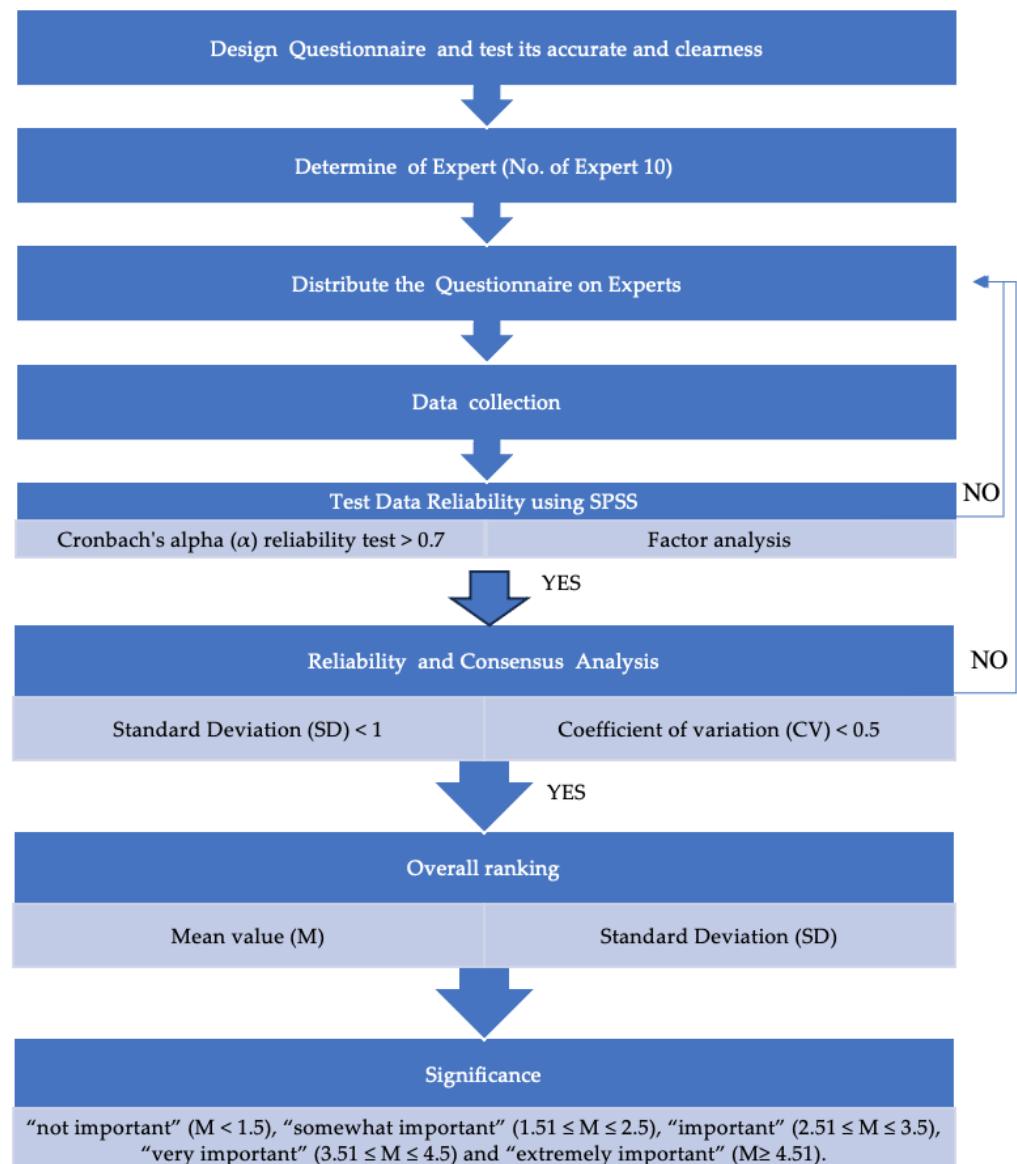 Design Questionnaire and test its accurate and clearness
Determine of Expert (No. of Expert 10)
Distribute the Questionnaire on Experts
Data collection
Test Data Reliability using SPSS
NO
Cronbach's alpha (α) reliability test > 0.7
Factor analysis
YES
Reliability and Consensus Analysis
NO
Standard Deviation (SD) < 1
Coefficient of variation (CV) < 0.5
YES
Overall ranking
Mean value (M)
Standard Deviation (SD)
Significance
“not important” (M < 1.5), “somewhat important” (1.51 ≤ M ≤ 2.5), “important” (2.51 ≤ M ≤ 3.5),
“very important” (3.51 ≤ M ≤ 4.5) and “extremely important” (M≥ 4.51).